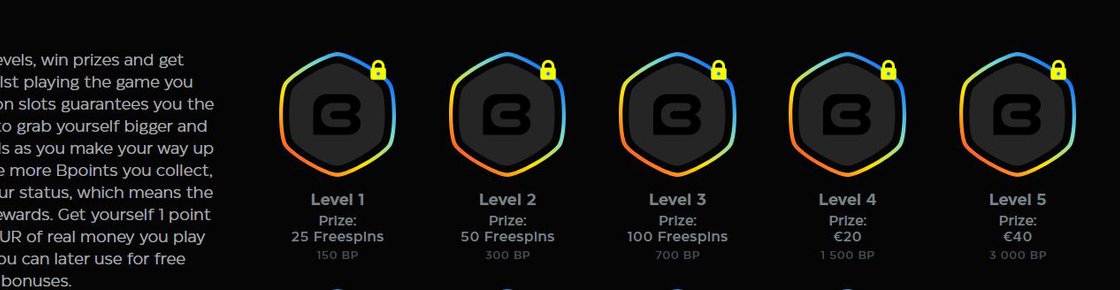 evels, win prizes and get
lst playing the game you
on slots guarantees you the
to grab yourself bigger and
ls as you make your way up
e more Bpoints you collect,
ur status, which means the
ewards. Get yourself 1 point
UR of real money you play
ou can later use for free
bonuses.
Level 1
Prize:
25 Freespins
150 BP
Level 2
Prize:
50 Freespins
300 BP
Level 3
Prize:
100 Freespins
700 BP
Level 4
Prize:
€20
1 500 BP
Level 5
Prize:
€40
3 000 BP